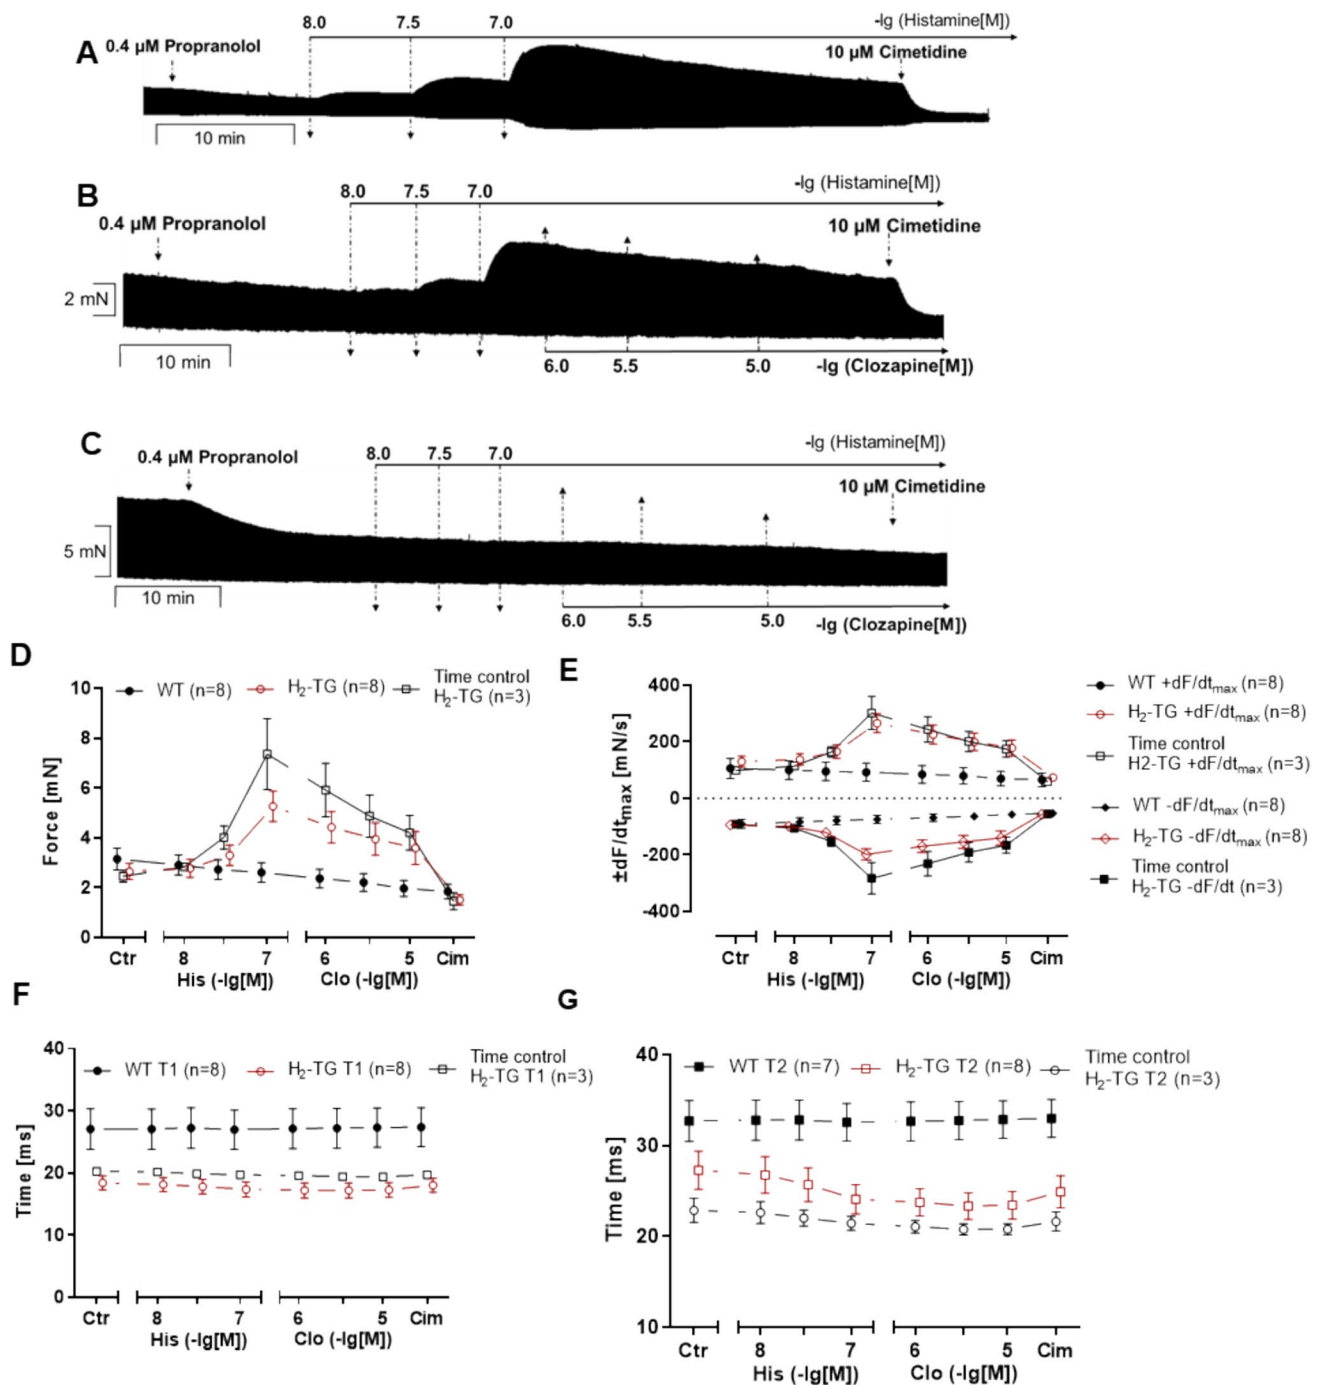 8.0 7.5 7.0 -lg (Histamine[M])
A 0.4 µM Propranolol 10 µM Cimetidine
10 min
B 8.0 7.5 7.0 -lg (Histamine[M])
0.4 µM Propranolol 10 µM Cimetidine
2 mN
10 min 6.0 5.5 5.0 -lg (Clozapine[M])
C 8.0 7.5 7.0 -lg (Histamine[M])
0.4 µM Propranolol 10 µM Cimetidine
5 mN
10 min 6.0 5.5 5.0 -lg (Clozapine[M])
D
WT (n=8) H₂-TG (n=8) Time control
H₂-TG (n=3)
Force [mN]
10
8
6
4
2
0
Ctr 8 7 6 5 Cim
His (-lg[M]) Clo (-lg[M])
E
±dF/dtmax [mN/s]
400
200
0
-200
-400
Ctr 8 7 6 5 Cim
His (-lg[M]) Clo (-lg[M])
WT +dF/dtmax (n=8)
H₂-TG +dF/dtmax (n=8)
Time control
H2-TG +dF/dtmax (n=3)
WT -dF/dtmax (n=8)
H₂-TG -dF/dtmax (n=8)
Time control
H₂-TG -dF/dt (n=3)
F
WT T1 (n=8) H₂-TG T1 (n=8) Time control
H₂-TG T1 (n=3)
Time [ms]
40
30
20
10
0
Ctr 8 7 6 5 Cim
His (-lg[M]) Clo (-lg[M])
G
WT T2 (n=7) H₂-TG T2 (n=8) Time control
H₂-TG T2 (n=3)
Time [ms]
40
30
20
10
Ctr 8 7 6 5 Cim
His (-lg[M]) Clo (-lg[M])